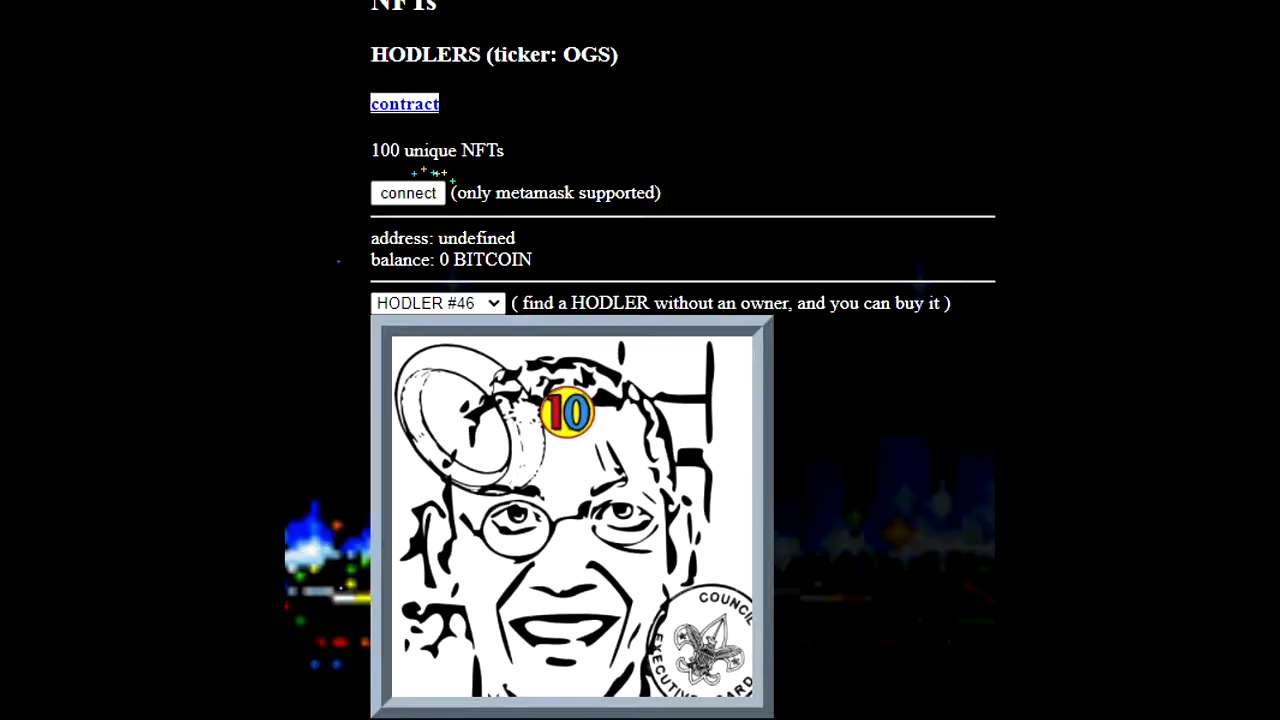 NFTs
HODLERS (ticker: OGS)
contract
100 unique NFTs
connect (only metamask supported)
address: undefined
balance: 0 BITCOIN
HODLER #46 ( find a HODLER without an owner, and you can buy it )
10
COUNCIL
EXECUTIVE